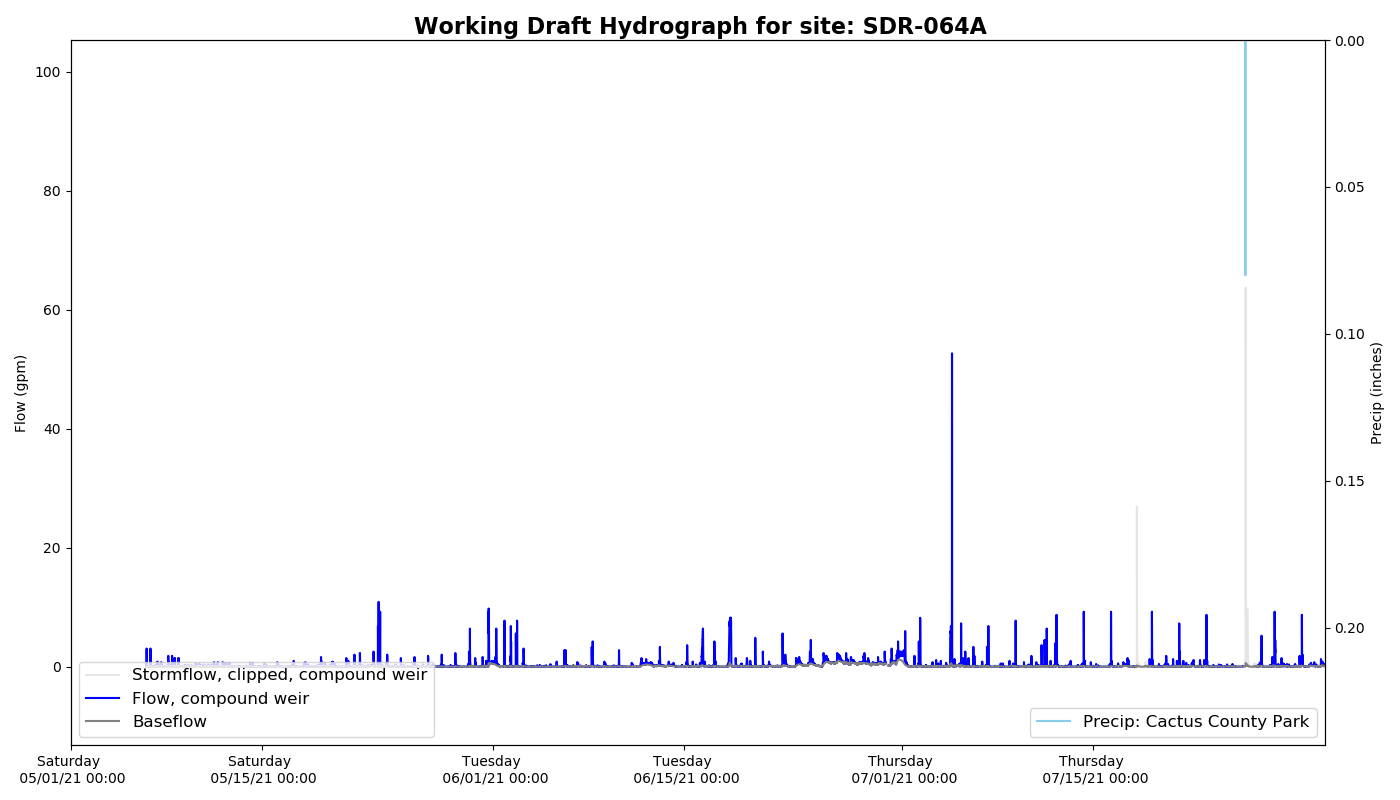 Working Draft Hydrograph for site: SDR-064A
100
80
60
40
20
0
Flow (gpm)
0.00
0.05
0.10
0.15
0.20
Precip (inches)
Stormflow, clipped, compound weir
Flow, compound weir
Baseflow
Precip: Cactus County Park
Saturday
05/01/21 00:00
Saturday
05/15/21 00:00
Tuesday
06/01/21 00:00
Tuesday
06/15/21 00:00
Thursday
07/01/21 00:00
Thursday
07/15/21 00:00